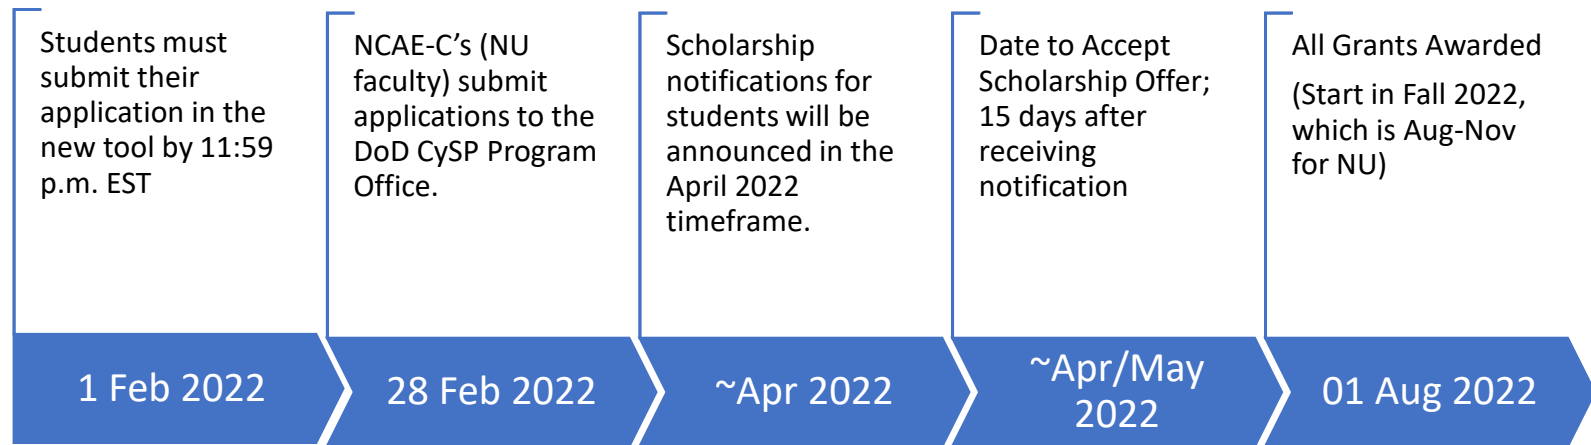 Students must
submit their
application in the
new tool by 11:59
p.m. EST
NCAE-C’s (NU
faculty) submit
applications to the
DoD CySP Program
Office.
Scholarship
notifications for
students will be
announced in the
April 2022
timeframe.
Date to Accept
Scholarship Offer;
15 days after
receiving
notification
All Grants Awarded
(Start in Fall 2022,
which is Aug-Nov
for NU)
1 Feb 2022
28 Feb 2022
~Apr 2022
~Apr/May
2022
01 Aug 2022